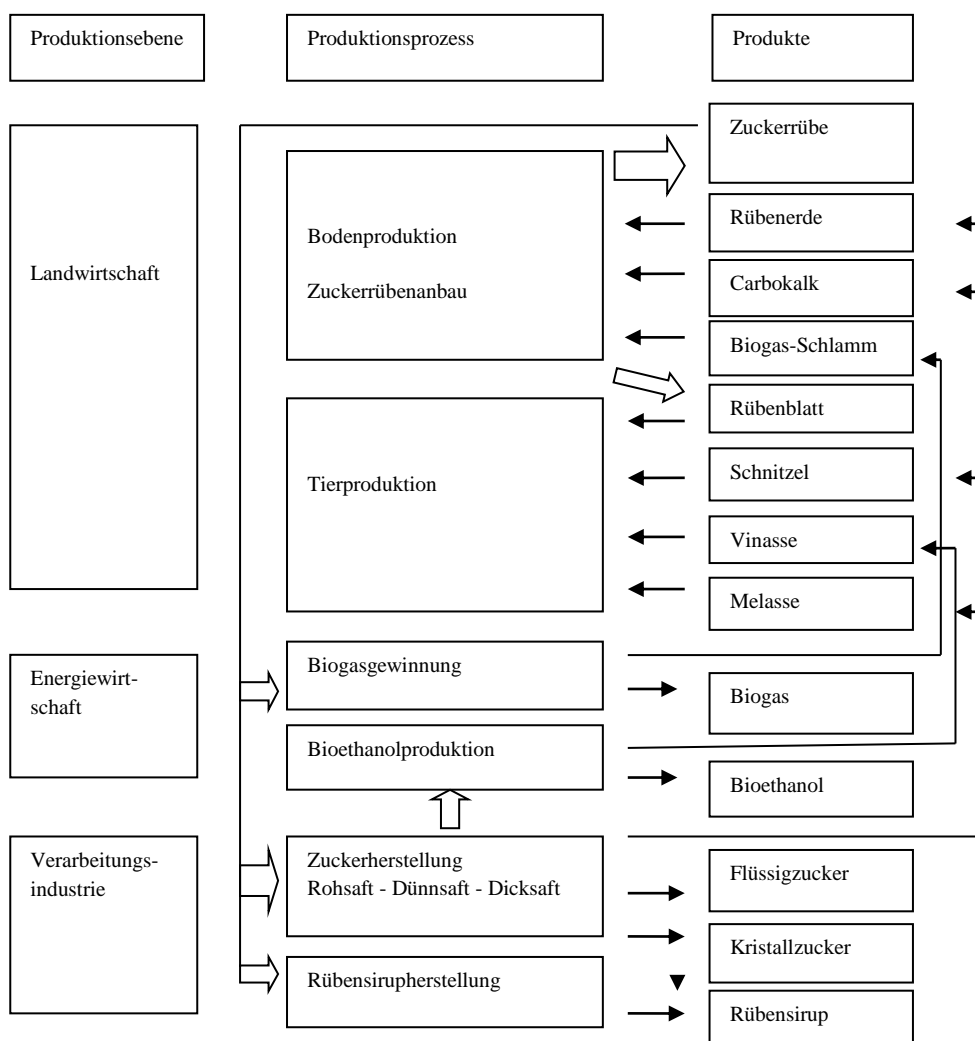 Produktionsebene
Produktionsprozess
Produkte
Zuckerrübe
Bodenproduktion
Zuckerrübenanbau
Landwirtschaft
Rübenerde
Carbokalk
Biogas-Schlamm
Rübenblatt
Tierproduktion
Schnitzel
Vinasse
Melasse
Energiewirt-
schaft
Biogasgewinnung
Biogas
Bioethanolproduktion
Bioethanol
Verarbeitungs-
industrie
Zuckerherstellung
Rohsaft - Dünnsaft - Dicksaft
Flüssigzucker
Kristallzucker
Rübensirupherstellung
Rübensirup